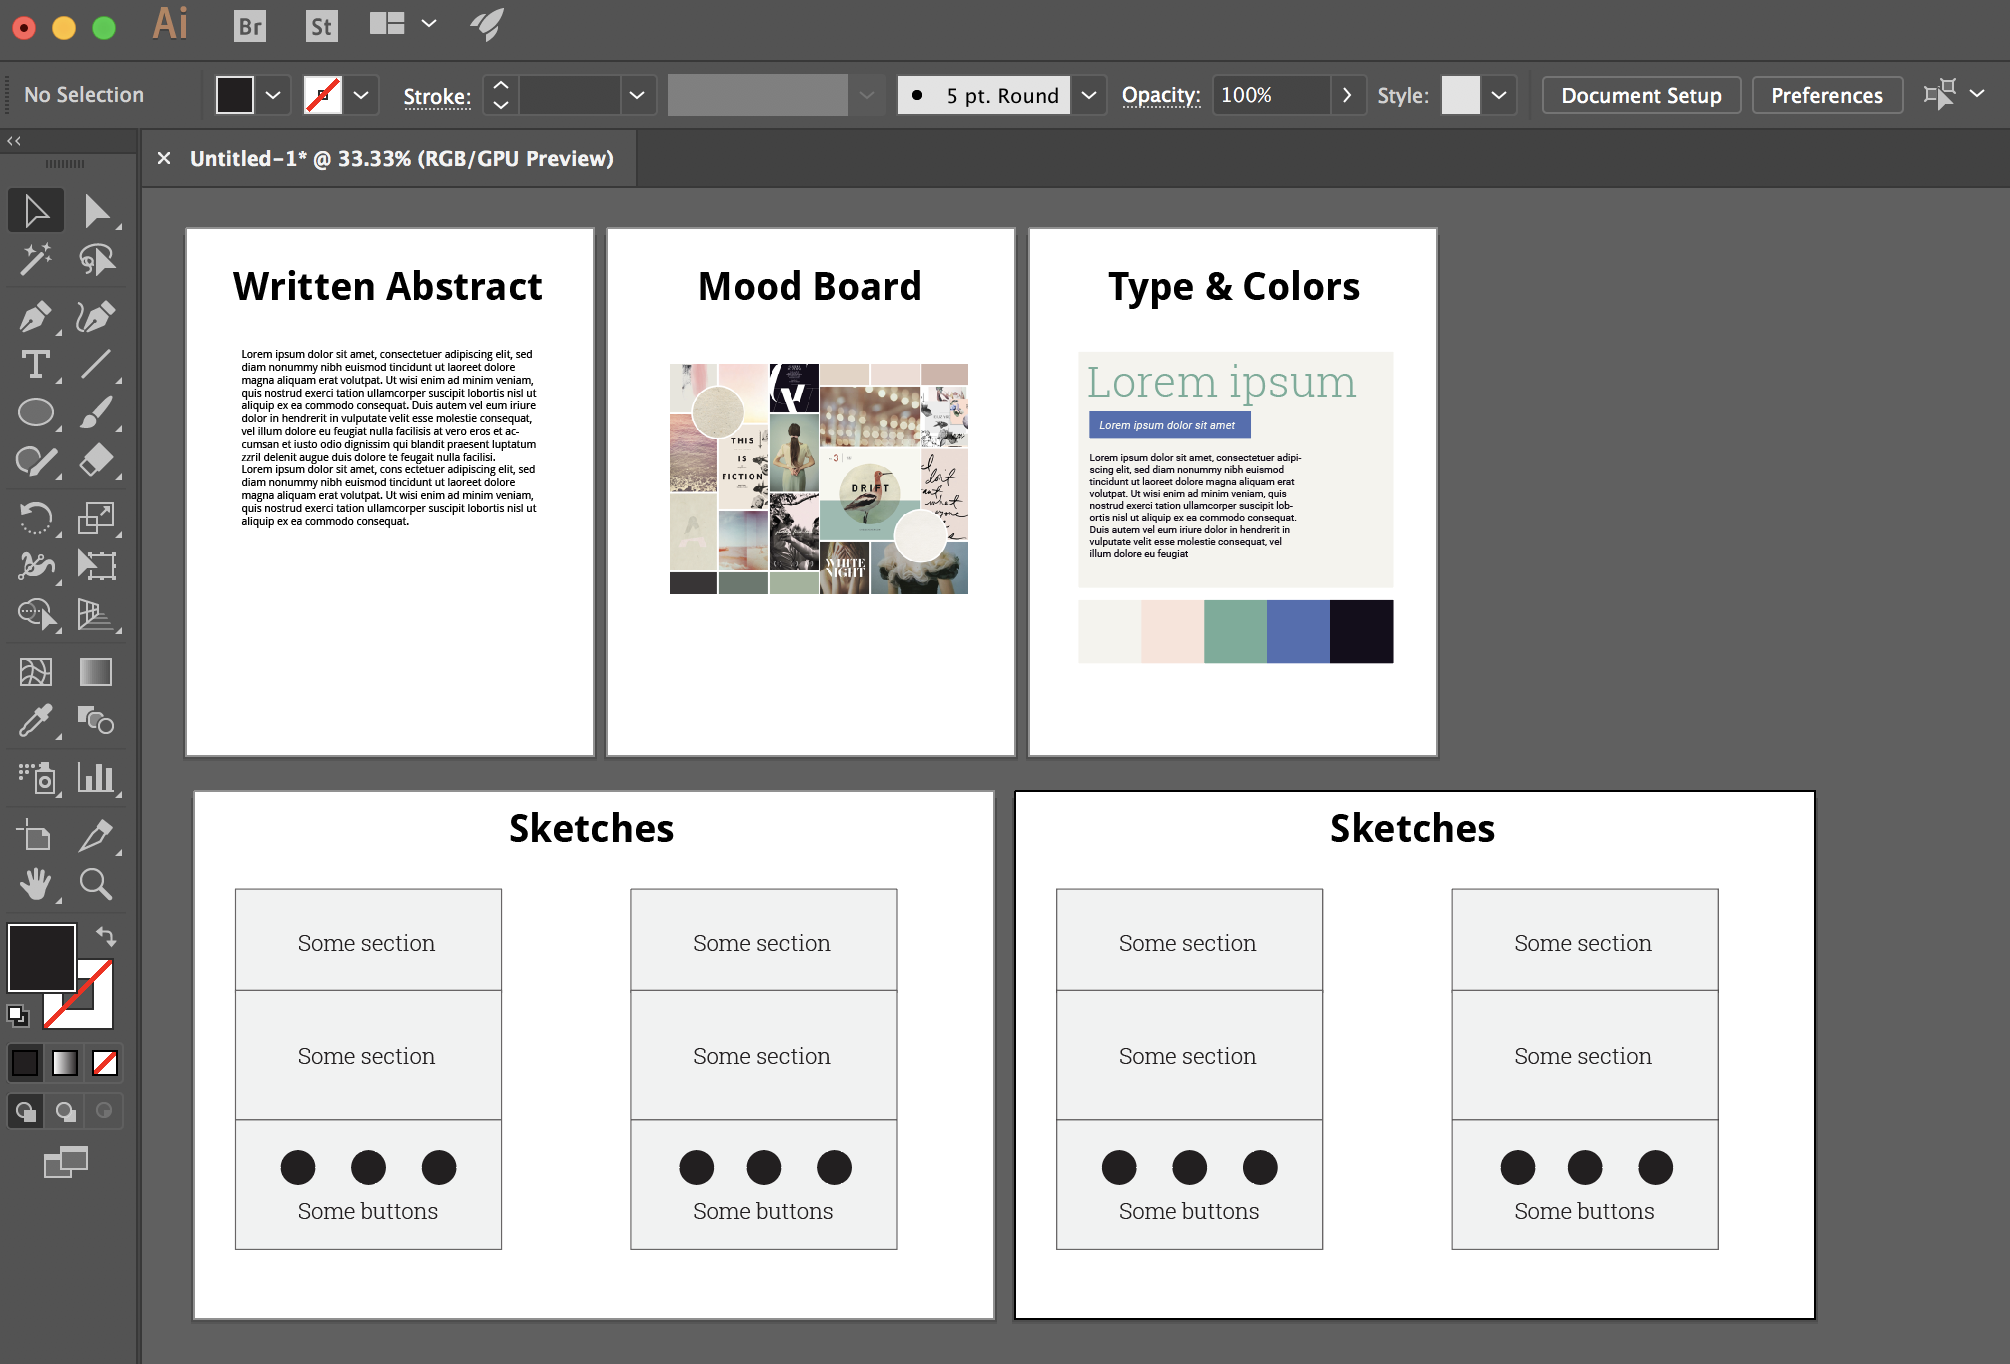 Ai Br St
No Selection Stroke: 5 pt. Round Opacity: 100% Style: Document Setup Preferences
Untitled-1* @ 33.33% (RGB/GPU Preview)
Written Abstract
Lorem ipsum dolor sit amet, consectetuer adipiscing elit, sed
diam nonummy nibh euismod tincidunt ut laoreet dolore
magna aliquam erat volutpat. Ut wisi enim ad minim veniam,
quis nostrud exerci tation ullamcorper suscipit lobortis nisl ut
aliquip ex ea commodo consequat. Duis autem vel eum iriure
dolor in hendrerit in vulputate velit esse molestie consequat,
vel illum dolore eu feugiat nulla facilisis at vero eros et ac-
cumsan et iusto odio dignissim qui blandit praesent luptatum
zzril delenit augue duis dolore te feugait nulla facilisi.
Lorem ipsum dolor sit amet, cons ectetuer adipiscing elit, sed
diam nonummy nibh euismod tincidunt ut laoreet dolore
magna aliquam erat volutpat. Ut wisi enim ad minim veniam,
quis nostrud exerci tation ullamcorper suscipit lobortis nisl ut
aliquip ex ea commodo consequat.
Mood Board
THIS
IS
FICTION
DRIFT
I
don't
what
WHITE
NIGHT
Type & Colors
Lorem ipsum
Lorem ipsum dolor sit amet
Lorem ipsum dolor sit amet, consectetuer adipi-
scing elit, sed diam nonummy nibh euismod
tincidunt ut laoreet dolore magna aliquam erat
volutpat. Ut wisi enim ad minim veniam, quis
nostrud exerci tation ullamcorper suscipit lob-
ortis nisl ut aliquip ex ea commodo consequat.
Duis autem vel eum iriure dolor in hendrerit in
vulputate velit esse molestie consequat, vel
illum dolore eu feugiat
Sketches
Some section Some section
Some section Some section
Some buttons Some buttons
Sketches
Some section Some section
Some section Some section
Some buttons Some buttons